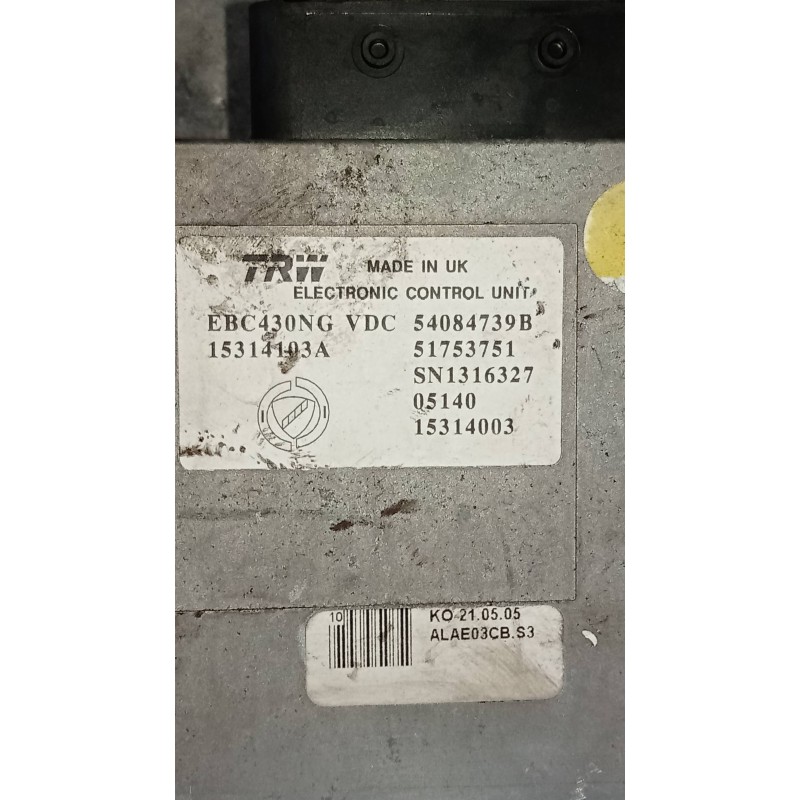 TRW MADE IN UK
ELECTRONIC CONTROL UNIT
EBC430NG VDC 54084739B
15314103A 51753751
SN1316327
05140
15314003
10 KO 21.05.05
ALAE03CB.S3